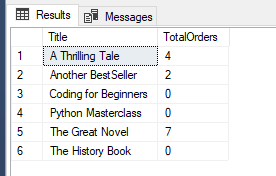 Results Messages
Title TotalOrders
1 A Thrilling Tale 4
2 Another BestSeller 2
3 Coding for Beginners 0
4 Python Masterclass 0
5 The Great Novel 7
6 The History Book 0